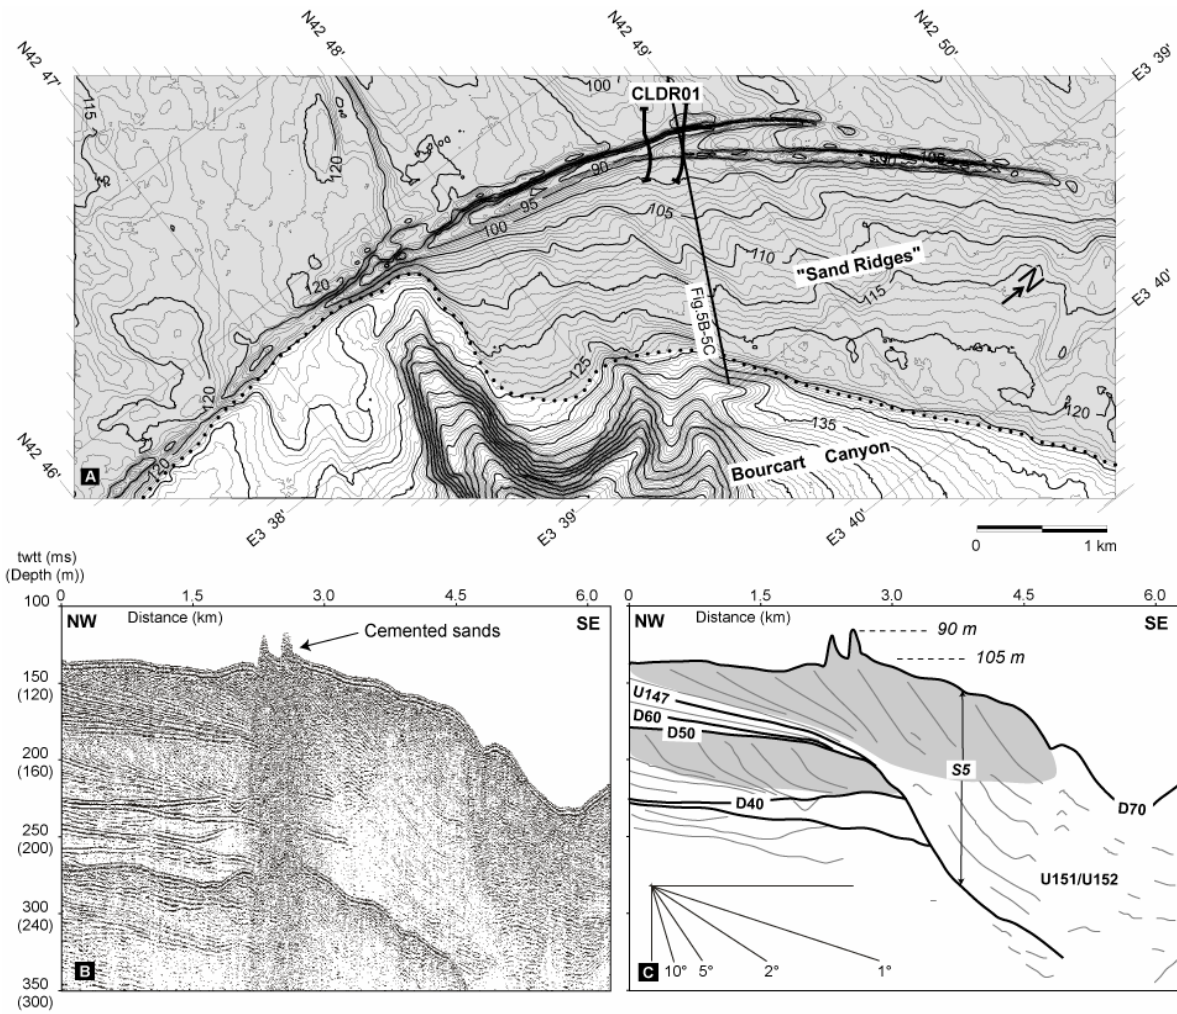 N42 47'
N42 48'
N42 49'
N42 50'
E3 39'
CLDR01
100
115
120
90
95
100
105
110
"Sand Ridges"
115
N
E3 40'
Fig.5B-5C
120
120
125
120
135
120
Bourcart Canyon
A
N42 46'
E3 38'
E3 39'
E3 40'
0 1 km
twtt (ms)
(Depth (m))
100
0 1.5 3.0 4.5 6.0
NW Distance (km) SE
Cemented sands
150
(120)
200
(160)
250
(200)
300
(240)
350
(300)
B
0 1.5 3.0 4.5 6.0
NW Distance (km) SE
90 m
105 m
U147
D60
D50
S5
D40
D70
U151/U152
C
10° 5° 2° 1°